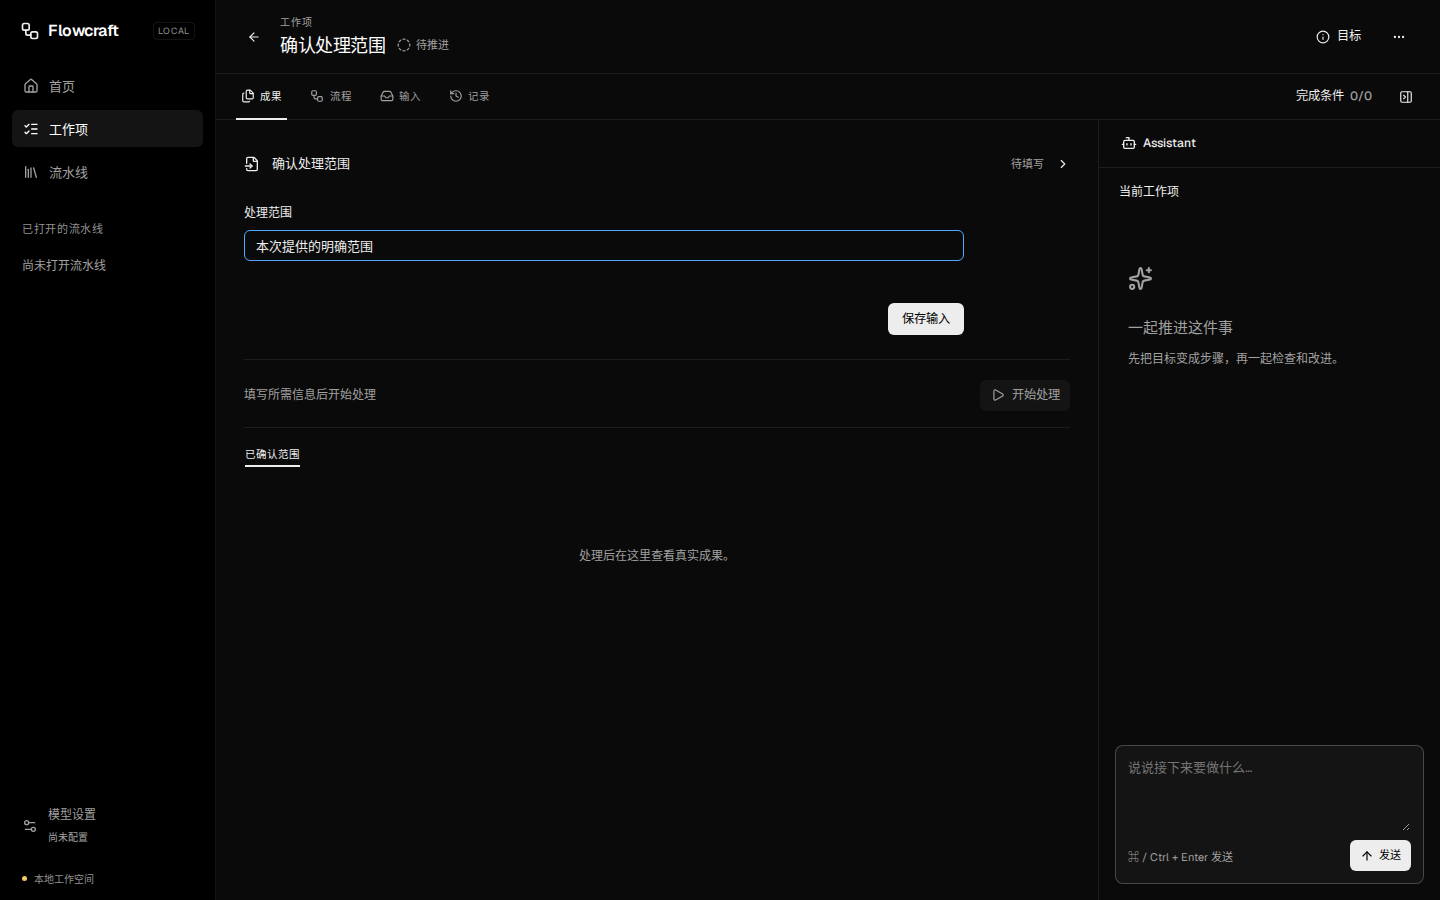 Flowcraft
LOCAL
首页
工作项
流水线
已打开的流水线
尚未打开流水线
模型设置
尚未配置
本地工作空间
工作项
确认处理范围
待推进
目标
成果
流程
输入
记录
完成条件 0/0
确认处理范围
待填写
处理范围
本次提供的明确范围
保存输入
填写所需信息后开始处理
开始处理
已确认范围
处理后在这里查看真实成果。
Assistant
当前工作项
一起推进这件事
先把目标变成步骤，再一起检查和改进。
说说接下来要做什么...
⌘ / Ctrl + Enter 发送
发送